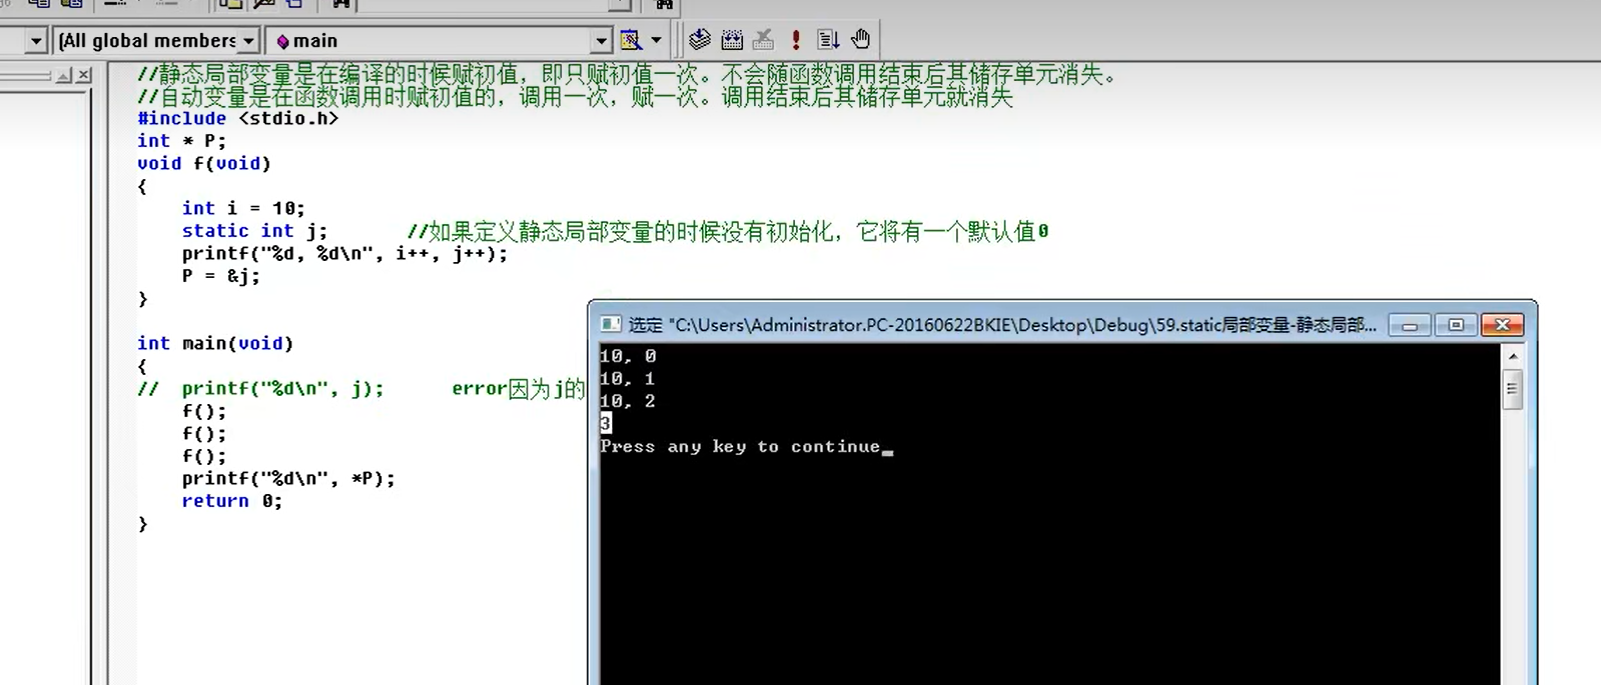 (All global members
main
//静态局部变量是在编译的时候赋初值，即只赋初值一次。不会随函数调用结束后其储存单元消失。
//自动变量是在函数调用时赋初值的，调用一次，赋一次。调用结束后其储存单元就消失
#include <stdio.h>
int * P;
void f(void)
{
    int i = 10;
    static int j;       //如果定义静态局部变量的时候没有初始化，它将有一个默认值0
    printf("%d, %d\n", i++, j++);
    P = &j;
}
int main(void)
{
//  printf("%d\n", j);      error因为j的
    f();
    f();
    f();
    printf("%d\n", *P);
    return 0;
}
选定 "C:\Users\Administrator.PC-20160622BKIE\Desktop\Debug\59.static局部变量-静态局部...
10, 0
10, 1
10, 2
3
Press any key to continue_